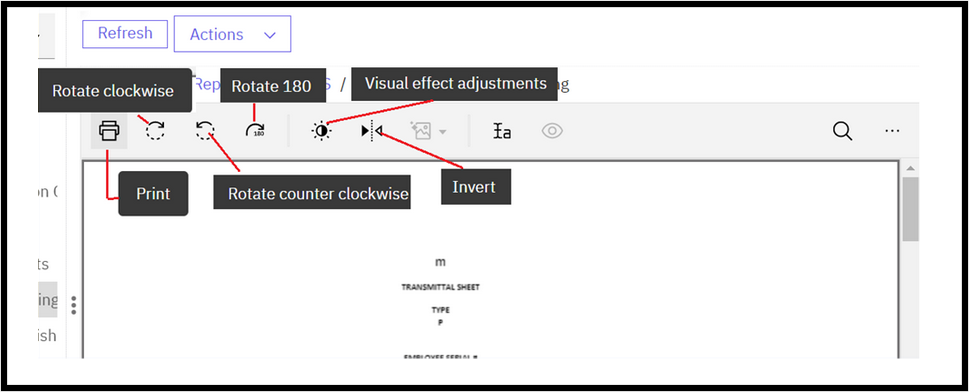 Refresh
Actions
Rotate clockwise
Rep
Rotate 180
S /
Visual effect adjustments
g
180
a
Print
Rotate counter clockwise
Invert
on
m
TRANSMITTAL SHEET
TYPE
P
ts
ing
ish
EMPLOYEE SERIAL #